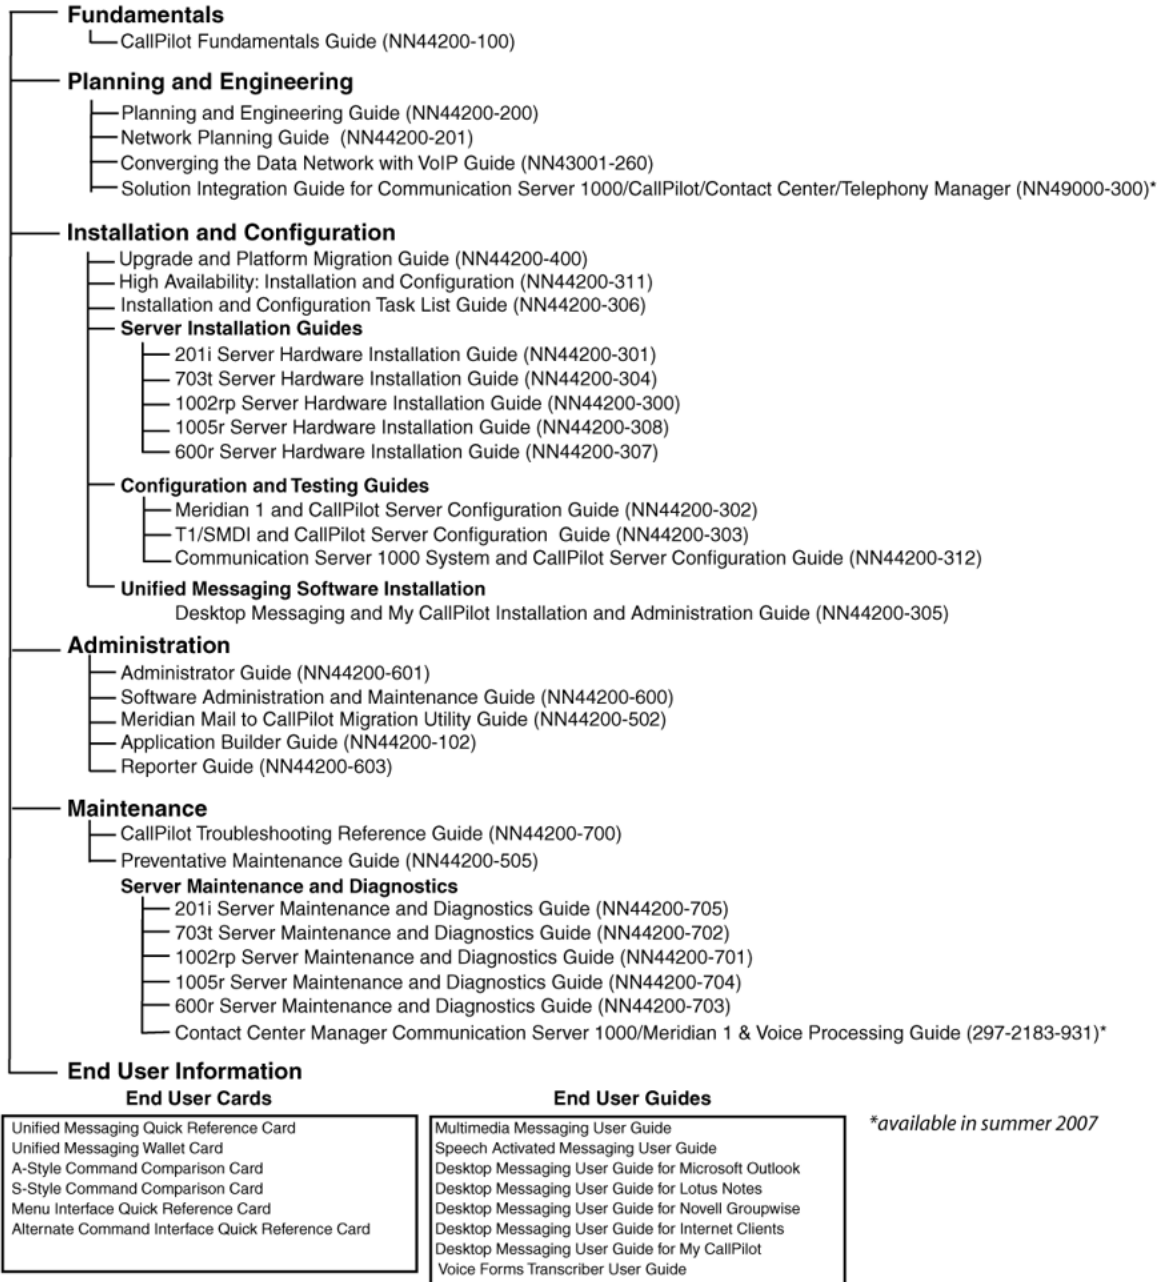 Fundamentals
CallPilot Fundamentals Guide (NN44200-100)
Planning and Engineering
Planning and Engineering Guide (NN44200-200)
Network Planning Guide (NN44200-201)
Converging the Data Network with VoIP Guide (NN43001-260)
Solution Integration Guide for Communication Server 1000/CallPilot/Contact Center/Telephony Manager (NN49000-300)*
Installation and Configuration
Upgrade and Platform Migration Guide (NN44200-400)
High Availability: Installation and Configuration (NN44200-311)
Installation and Configuration Task List Guide (NN44200-306)
Server Installation Guides
201i Server Hardware Installation Guide (NN44200-301)
703t Server Hardware Installation Guide (NN44200-304)
1002rp Server Hardware Installation Guide (NN44200-300)
1005r Server Hardware Installation Guide (NN44200-308)
600r Server Hardware Installation Guide (NN44200-307)
Configuration and Testing Guides
Meridian 1 and CallPilot Server Configuration Guide (NN44200-302)
T1/SMDI and CallPilot Server Configuration Guide (NN44200-303)
Communication Server 1000 System and CallPilot Server Configuration Guide (NN44200-312)
Unified Messaging Software Installation
Desktop Messaging and My CallPilot Installation and Administration Guide (NN44200-305)
Administration
Administrator Guide (NN44200-601)
Software Administration and Maintenance Guide (NN44200-600)
Meridian Mail to CallPilot Migration Utility Guide (NN44200-502)
Application Builder Guide (NN44200-102)
Reporter Guide (NN44200-603)
Maintenance
CallPilot Troubleshooting Reference Guide (NN44200-700)
Preventative Maintenance Guide (NN44200-505)
Server Maintenance and Diagnostics
201i Server Maintenance and Diagnostics Guide (NN44200-705)
703t Server Maintenance and Diagnostics Guide (NN44200-702)
1002rp Server Maintenance and Diagnostics Guide (NN44200-701)
1005r Server Maintenance and Diagnostics Guide (NN44200-704)
600r Server Maintenance and Diagnostics Guide (NN44200-703)
Contact Center Manager Communication Server 1000/Meridian 1 & Voice Processing Guide (297-2183-931)*
End User Information
End User Cards
Unified Messaging Quick Reference Card
Unified Messaging Wallet Card
A-Style Command Comparison Card
S-Style Command Comparison Card
Menu Interface Quick Reference Card
Alternate Command Interface Quick Reference Card
End User Guides
Multimedia Messaging User Guide
Speech Activated Messaging User Guide
Desktop Messaging User Guide for Microsoft Outlook
Desktop Messaging User Guide for Lotus Notes
Desktop Messaging User Guide for Novell Groupwise
Desktop Messaging User Guide for Internet Clients
Desktop Messaging User Guide for My CallPilot
Voice Forms Transcriber User Guide
*available in summer 2007